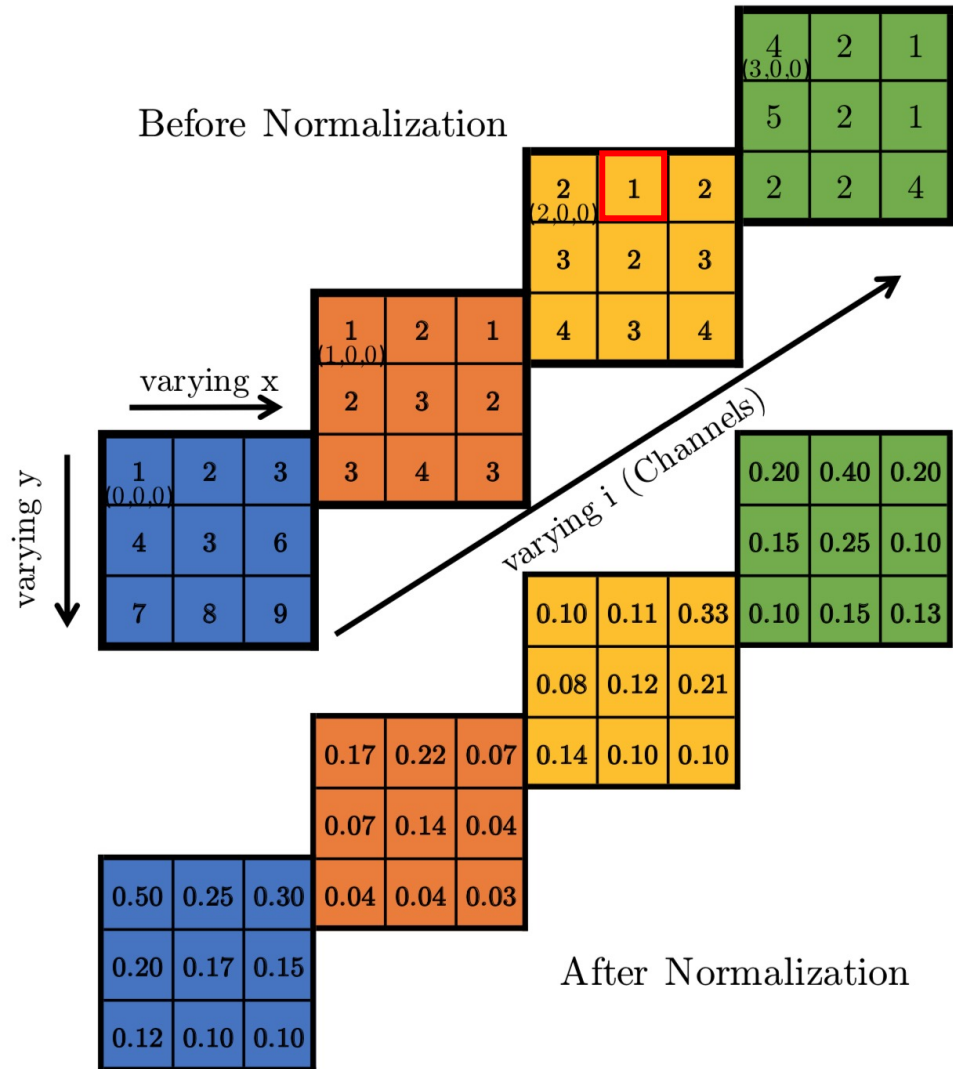 Before Normalization
4 2 1
(3,0,0)
5 2 1
2 2 4
2 1 2
(2,0,0)
3 2 3
4 3 4
1 2 1
(1,0,0)
2 3 2
3 4 3
varying x
varying y
1 2 3
(0,0,0)
4 3 6
7 8 9
varying i (Channels)
0.20 0.40 0.20
0.15 0.25 0.10
0.10 0.15 0.13
0.10 0.11 0.33
0.08 0.12 0.21
0.14 0.10 0.10
0.17 0.22 0.07
0.07 0.14 0.04
0.04 0.04 0.03
0.50 0.25 0.30
0.20 0.17 0.15
0.12 0.10 0.10
After Normalization